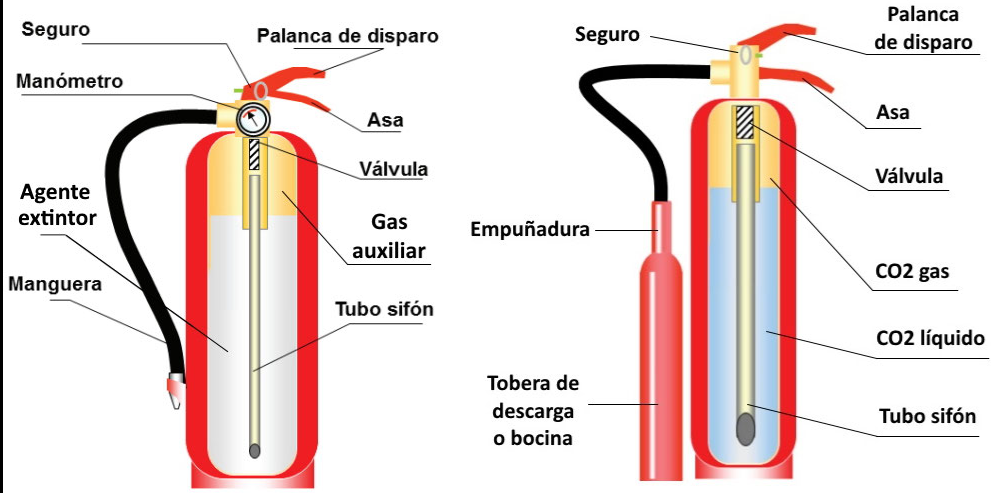 Seguro
Palanca de disparo
Manómetro
Asa
Válvula
Agente
extintor
Gas
auxiliar
Manguera
Tubo sifón
Palanca
de disparo
Seguro
Asa
Válvula
Empuñadura
CO2 gas
CO2 líquido
Tobera de
descarga
o bocina
Tubo sifón